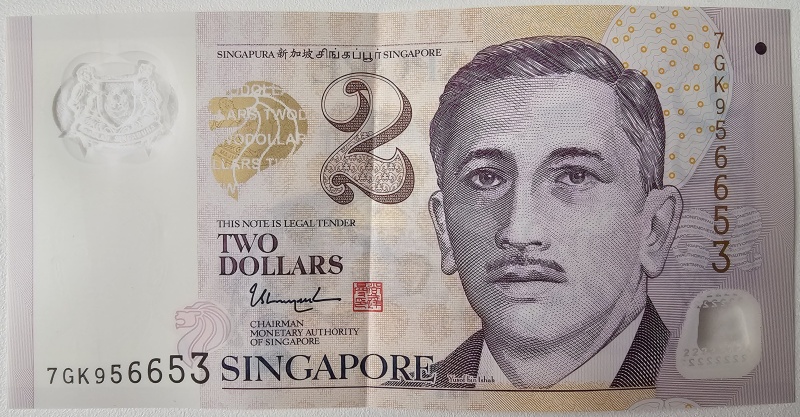 SINGAPURA 新加坡 சிங்கப்பூர் SINGAPORE
2
THIS NOTE IS LEGAL TENDER
TWO
DOLLARS
CHAIRMAN
MONETARY AUTHORITY
OF SINGAPORE
7GK956653
SINGAPORE
Yusof bin Ishak
7GK956653